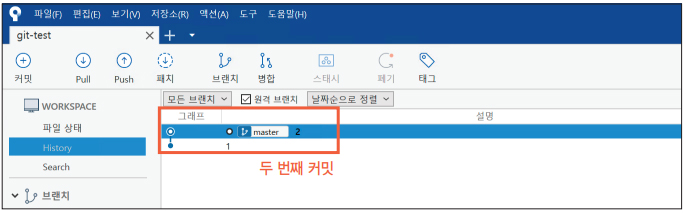 파일(F) 편집(E) 보기(V) 저장소(R) 액션(A) 도구 도움말(H)
git-test
커밋 Pull Push 패치 브랜치 병합 스태시 폐기 태그
WORKSPACE
모든 브랜치 원격 브랜치 날짜순으로 정렬
그래프 설명
파일 상태
master 2
History
1
Search
두 번째 커밋
브랜치